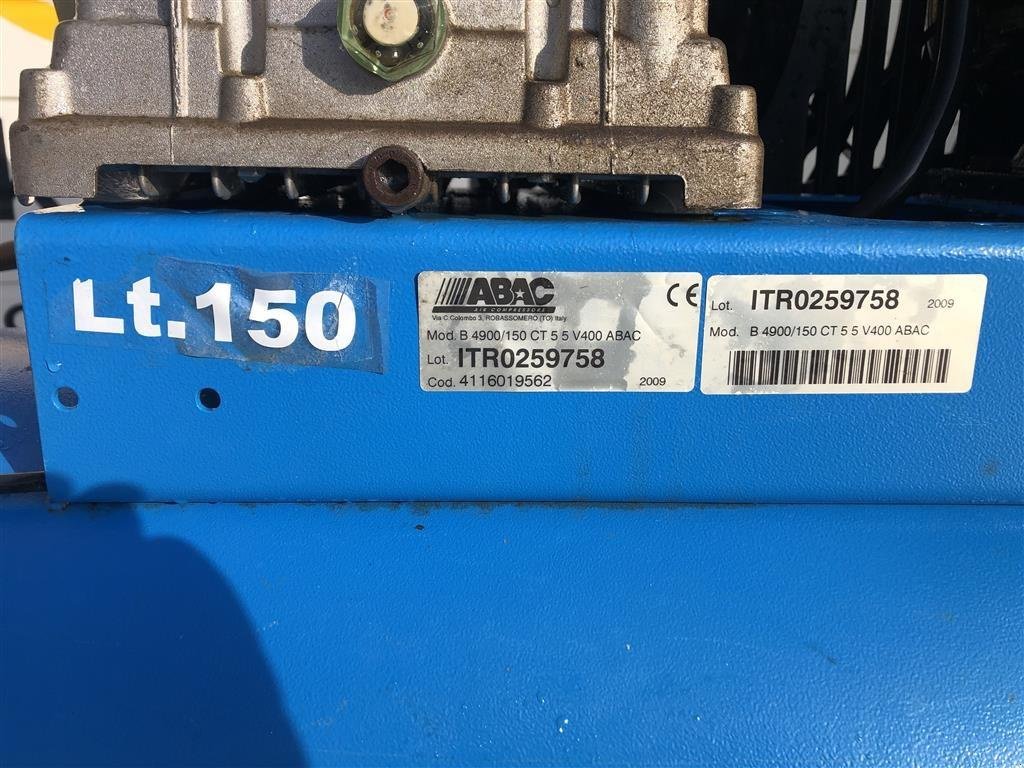 Lt.150
ABAC
AIR COMPRESSORS
Via C Colombo 3, ROBASSOMERO (TO) Italy
CE
Mod. B 4900/150 CT 5 5 V400 ABAC
Lot. ITR0259758
Cod. 4116019562 2009
Lot. ITR0259758 2009
Mod. B 4900/150 CT 5 5 V400 ABAC